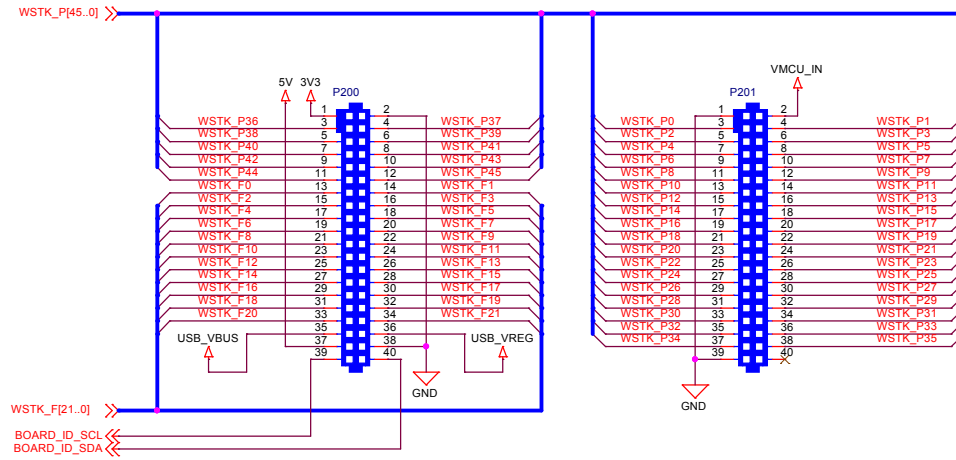 WSTK_P[45..0]
5V 3V3 VMCU_IN
P200 P201
1 2 1 2
WSTK_P36 3 4 WSTK_P37 WSTK_P0 3 4 WSTK_P1
WSTK_P38 5 6 WSTK_P39 WSTK_P2 5 6 WSTK_P3
WSTK_P40 7 8 WSTK_P41 WSTK_P4 7 8 WSTK_P5
WSTK_P42 9 10 WSTK_P43 WSTK_P6 9 10 WSTK_P7
WSTK_P44 11 12 WSTK_P45 WSTK_P8 11 12 WSTK_P9
WSTK_F0 13 14 WSTK_F1 WSTK_P10 13 14 WSTK_P11
WSTK_F2 15 16 WSTK_F3 WSTK_P12 15 16 WSTK_P13
WSTK_F4 17 18 WSTK_F5 WSTK_P14 17 18 WSTK_P15
WSTK_F6 19 20 WSTK_F7 WSTK_P16 19 20 WSTK_P17
WSTK_F8 21 22 WSTK_F9 WSTK_P18 21 22 WSTK_P19
WSTK_F10 23 24 WSTK_F11 WSTK_P20 23 24 WSTK_P21
WSTK_F12 25 26 WSTK_F13 WSTK_P22 25 26 WSTK_P23
WSTK_F14 27 28 WSTK_F15 WSTK_P24 27 28 WSTK_P25
WSTK_F16 29 30 WSTK_F17 WSTK_P26 29 30 WSTK_P27
WSTK_F18 31 32 WSTK_F19 WSTK_P28 31 32 WSTK_P29
WSTK_F20 33 34 WSTK_F21 WSTK_P30 33 34 WSTK_P31
35 36 WSTK_P32 35 36 WSTK_P33
USB_VBUS 37 38 USB_VREG WSTK_P34 37 38 WSTK_P35
39 40 39 40
GND GND
WSTK_F[21..0]
BOARD_ID_SCL
BOARD_ID_SDA